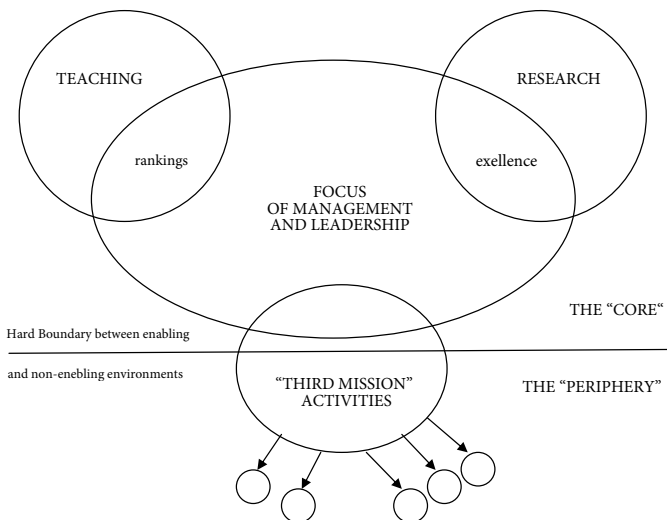 TEACHING
RESEARCH
rankings
exellence
FOCUS
OF MANAGEMENT
AND LEADERSHIP
THE “CORE“
Hard Boundary between enabling
and non-enebling environments
“THIRD MISSION”
ACTIVITIES
THE “PERIPHERY”